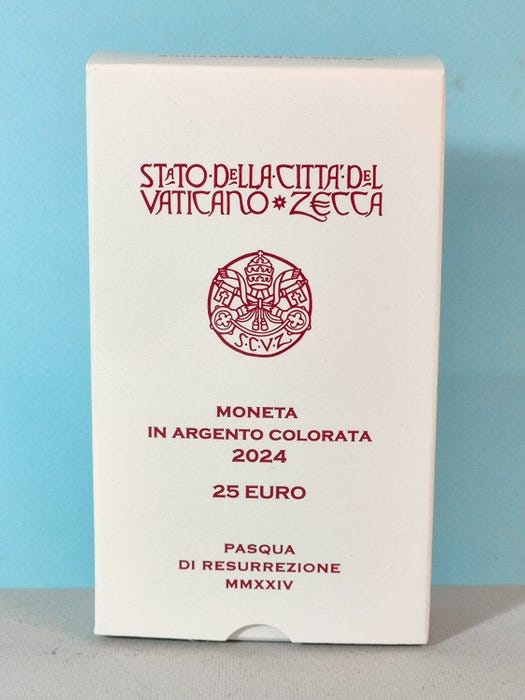 STATO·DELLA·CITTA'·DEL
VATICANO ZECCA
S·C·V·Z·
MONETA
IN ARGENTO COLORATA
2024
25 EURO
PASQUA
DI RESURREZIONE
MMXXIV